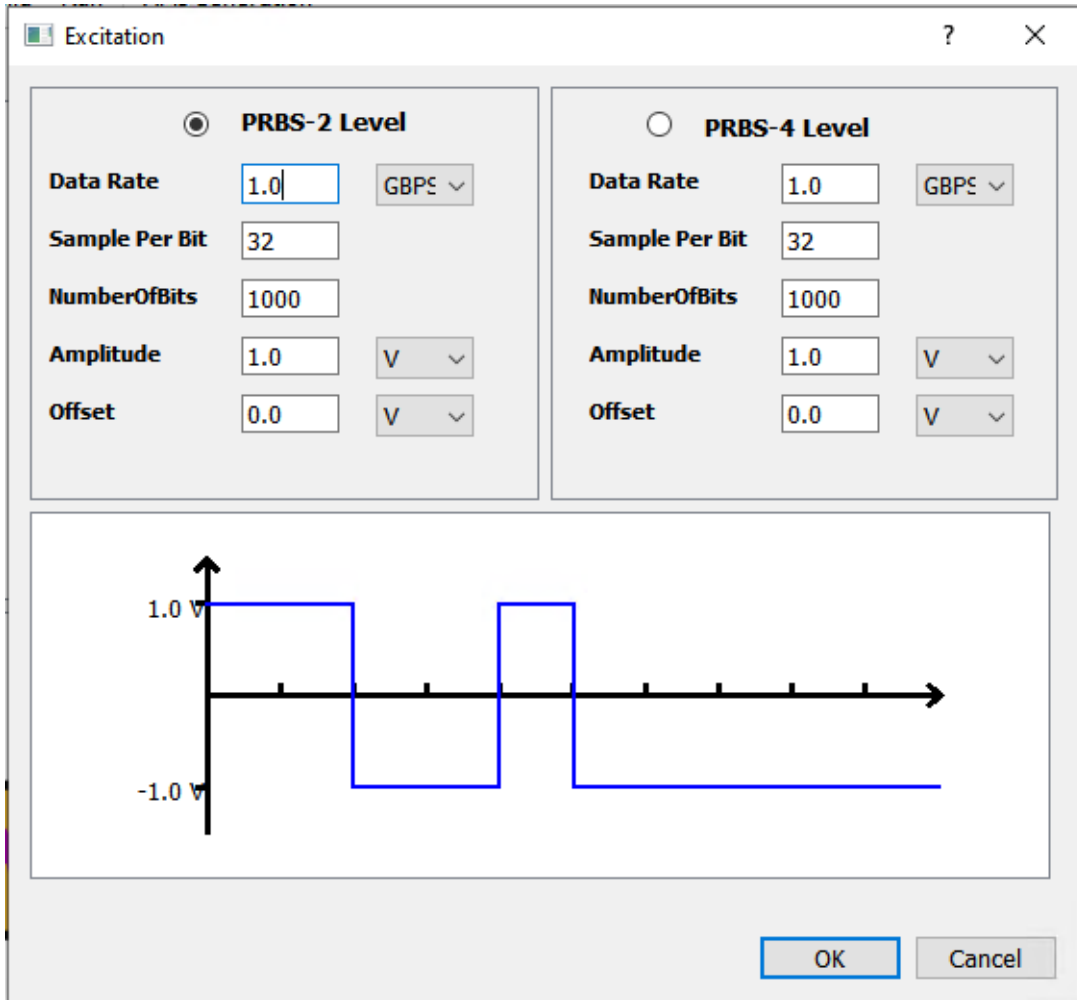 Excitation ?
PRBS-2 Level
Data Rate 1.0 GBPS
Sample Per Bit 32
NumberOfBits 1000
Amplitude 1.0 V
Offset 0.0 V
PRBS-4 Level
Data Rate 1.0 GBPS
Sample Per Bit 32
NumberOfBits 1000
Amplitude 1.0 V
Offset 0.0 V
1.0 V
-1.0 V
OK Cancel